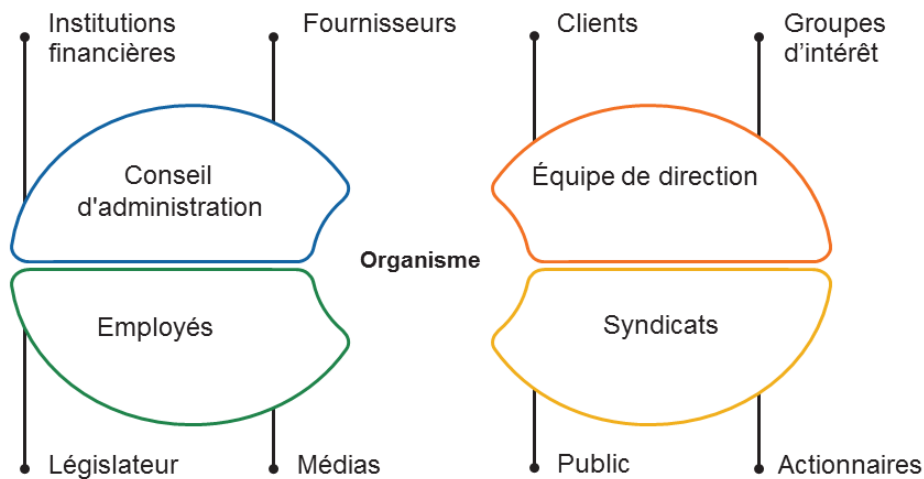 Institutions
financières
Fournisseurs
Clients
Groupes
d’intérêt
Conseil
d'administration
Équipe de direction
Organisme
Employés
Syndicats
Législateur
Médias
Public
Actionnaires